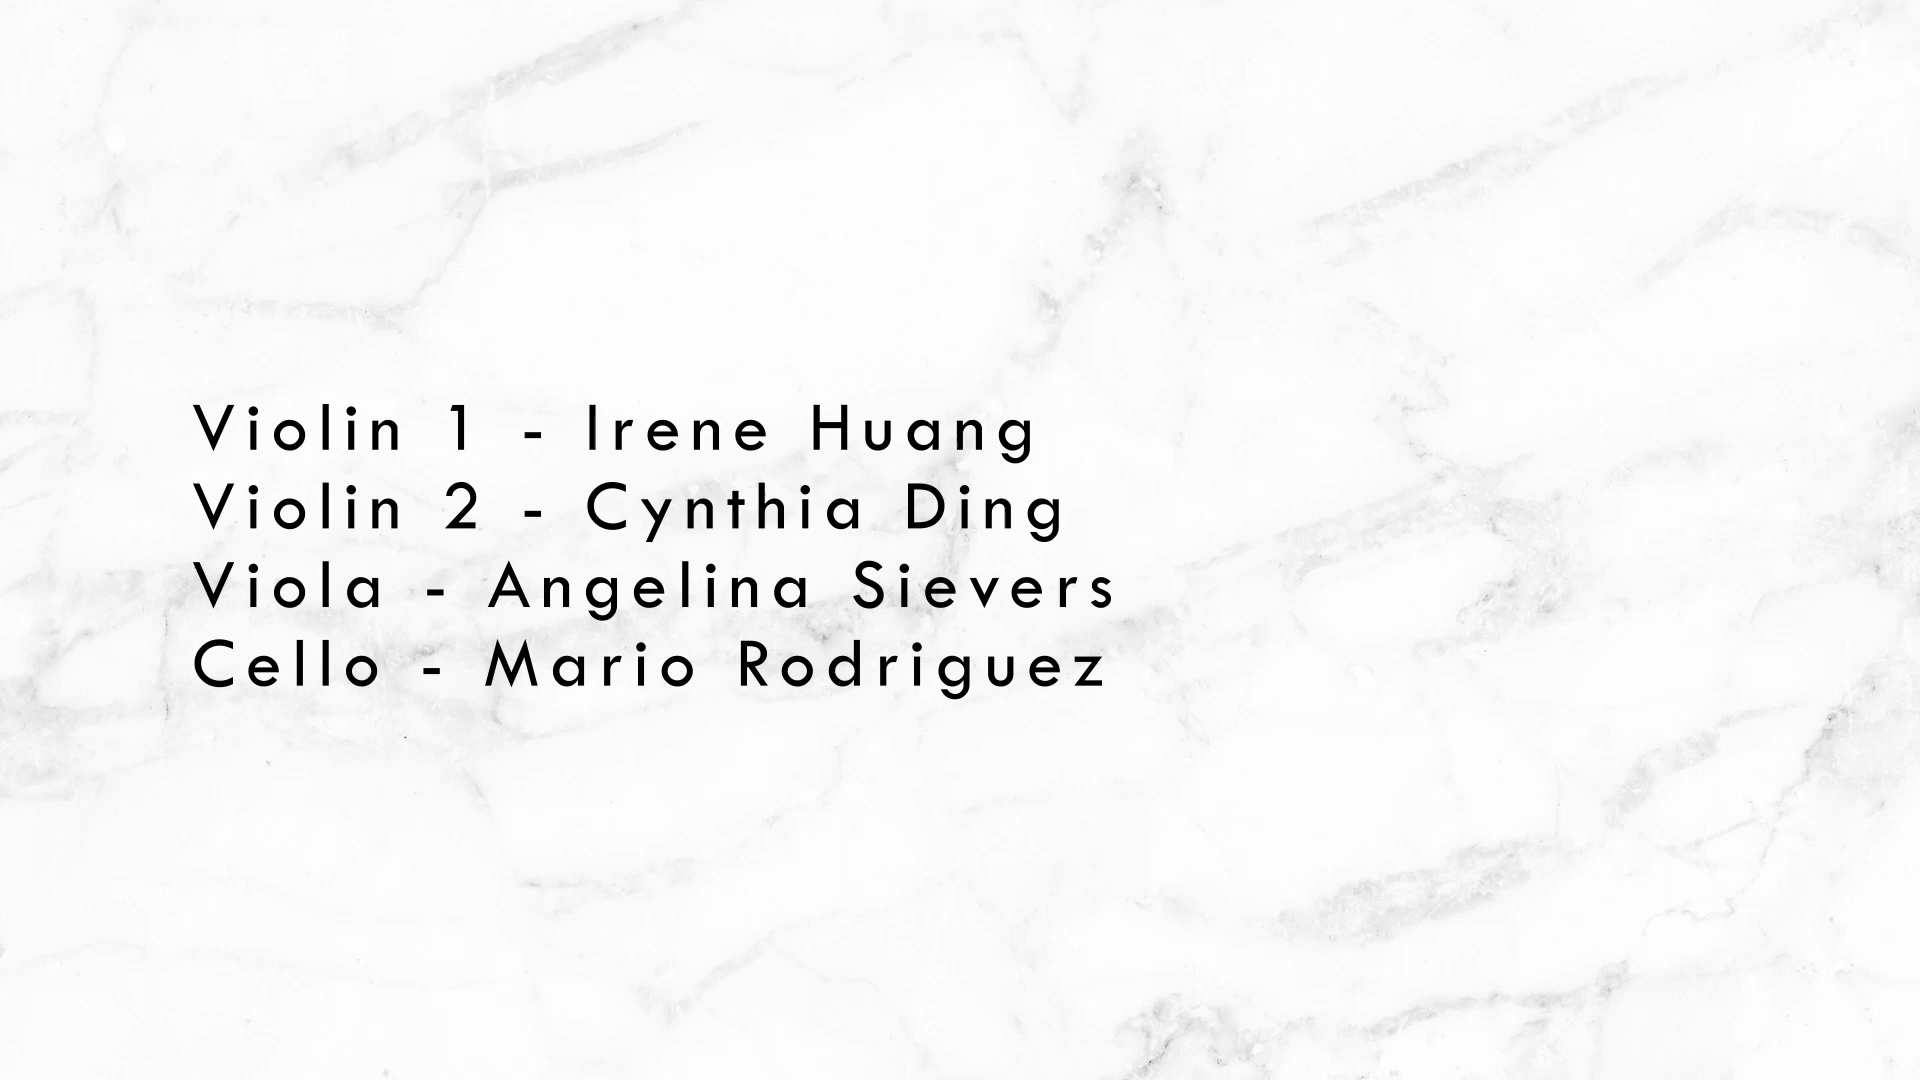 Violin 1 - Irene Huang
Violin 2 - Cynthia Ding
Viola - Angelina Sievers
Cello - Mario Rodriguez